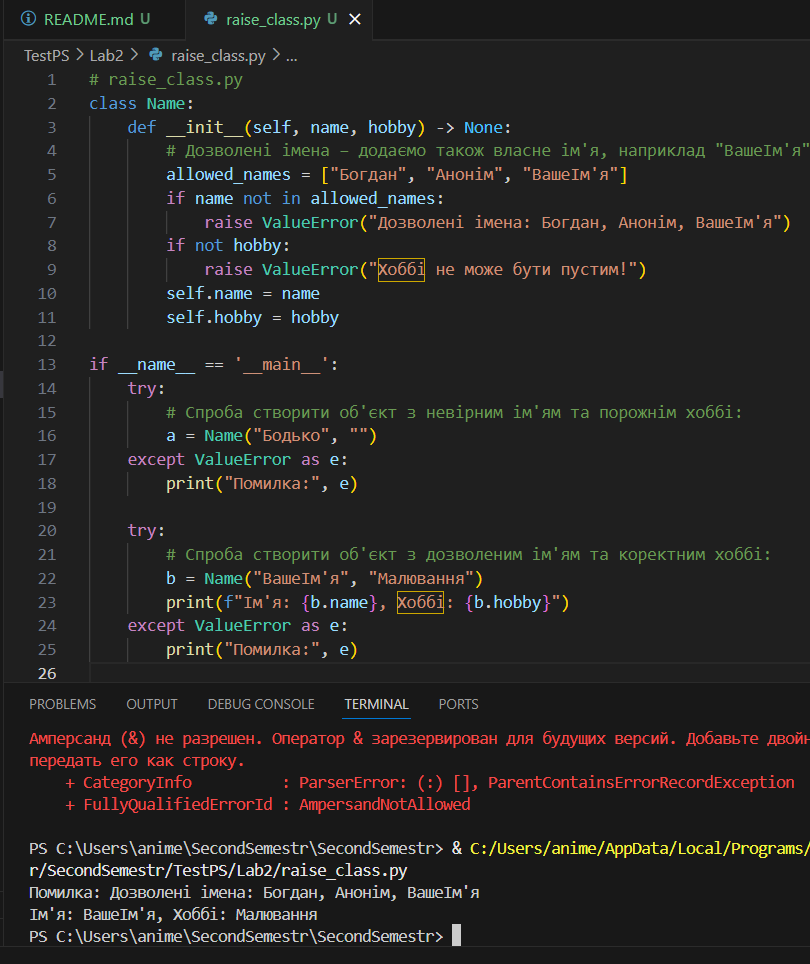 README.md U
raise_class.py U
TestPS > Lab2 > raise_class.py > ...
1 # raise_class.py
2 class Name:
3 def __init__(self, name, hobby) -> None:
4 # Дозволені імена – додаємо також власне ім'я, наприклад "ВашеІм'я"
5 allowed_names = ["Богдан", "Анонім", "ВашеІм'я"]
6 if name not in allowed_names:
7 raise ValueError("Дозволені імена: Богдан, Анонім, ВашеІм'я")
8 if not hobby:
9 raise ValueError("Хоббі не може бути пустим!")
10 self.name = name
11 self.hobby = hobby
12
13 if __name__ == '__main__':
14 try:
15 # Спроба створити об'єкт з невірним ім'ям та порожнім хоббі:
16 a = Name("Бодько", "")
17 except ValueError as e:
18 print("Помилка:", e)
19
20 try:
21 # Спроба створити об'єкт з дозволеним ім'ям та коректним хоббі:
22 b = Name("ВашеІм'я", "Малювання")
23 print(f"Ім'я: {b.name}, Хоббі: {b.hobby}")
24 except ValueError as e:
25 print("Помилка:", e)
26
PROBLEMS OUTPUT DEBUG CONSOLE TERMINAL PORTS
Амперсанд (&) не разрешен. Оператор & зарезервирован для будущих версий. Добавьте
передать его как строку.
+ CategoryInfo : ParserError: (:) [], ParentContainsErrorRecordException
+ FullyQualifiedErrorId : AmpersandNotAllowed
PS C:\Users\anime\SecondSemestr\SecondSemestr> & C:/Users/anime/AppData/Local/Programs/
r/SecondSemestr/TestPS/Lab2/raise_class.py
Помилка: Дозволені імена: Богдан, Анонім, ВашеІм'я
Ім'я: ВашеІм'я, Хоббі: Малювання
PS C:\Users\anime\SecondSemestr\SecondSemestr>